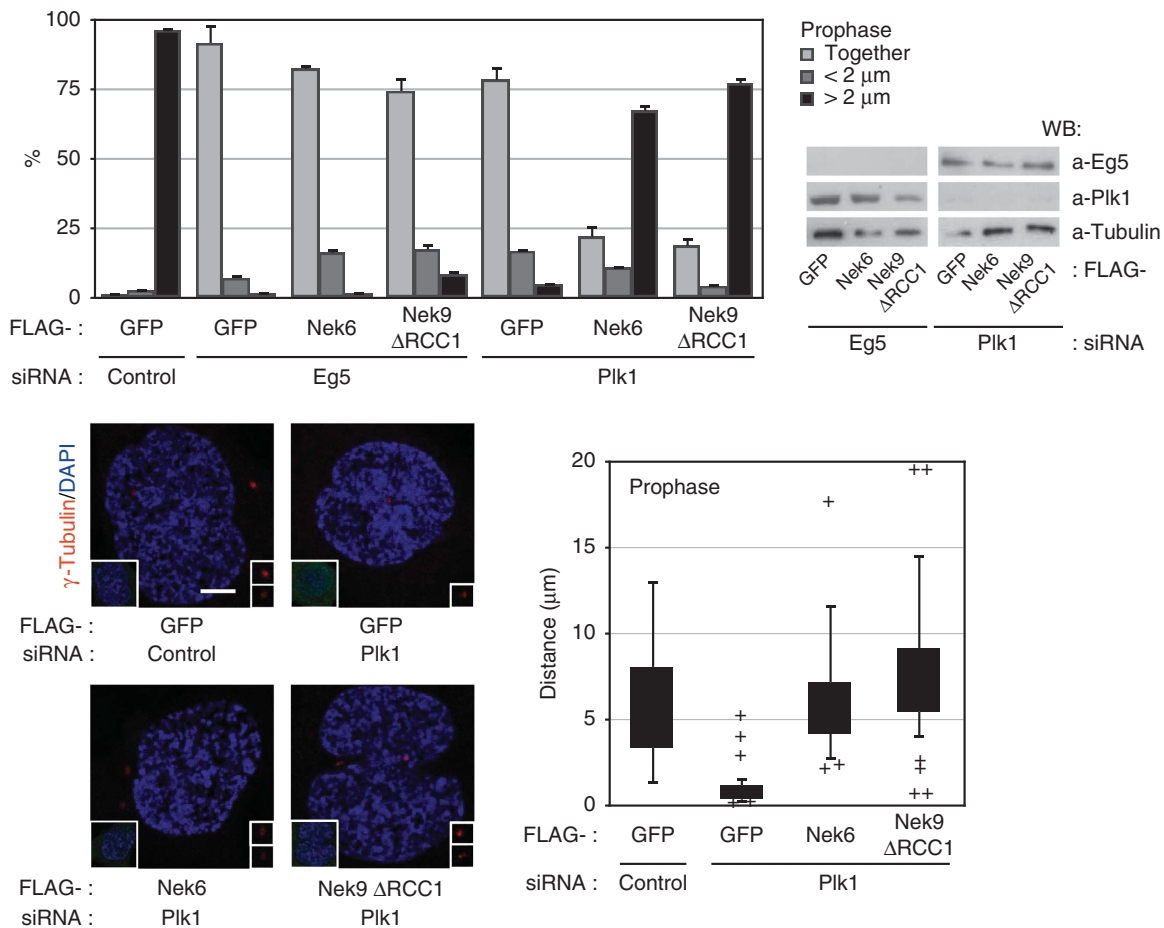 %
100
75
50
25
0
FLAG- : GFP GFP Nek6 Nek9 ΔRCC1 GFP Nek6 Nek9 ΔRCC1
siRNA : Control Eg5 Plk1
Prophase
Together
< 2 μm
> 2 μm
WB:
a-Eg5
a-Plk1
a-Tubulin
GFP Nek6 Nek9 ΔRCC1 GFP Nek6 Nek9 ΔRCC1 : FLAG-
Eg5 Plk1 : siRNA
γ-Tubulin/DAPI
FLAG- : GFP GFP
siRNA : Control Plk1
FLAG- : Nek6 Nek9 ΔRCC1
siRNA : Plk1 Plk1
Prophase
Distance (μm)
20
15
10
5
0
FLAG- : GFP GFP Nek6 Nek9 ΔRCC1
siRNA : Control Plk1